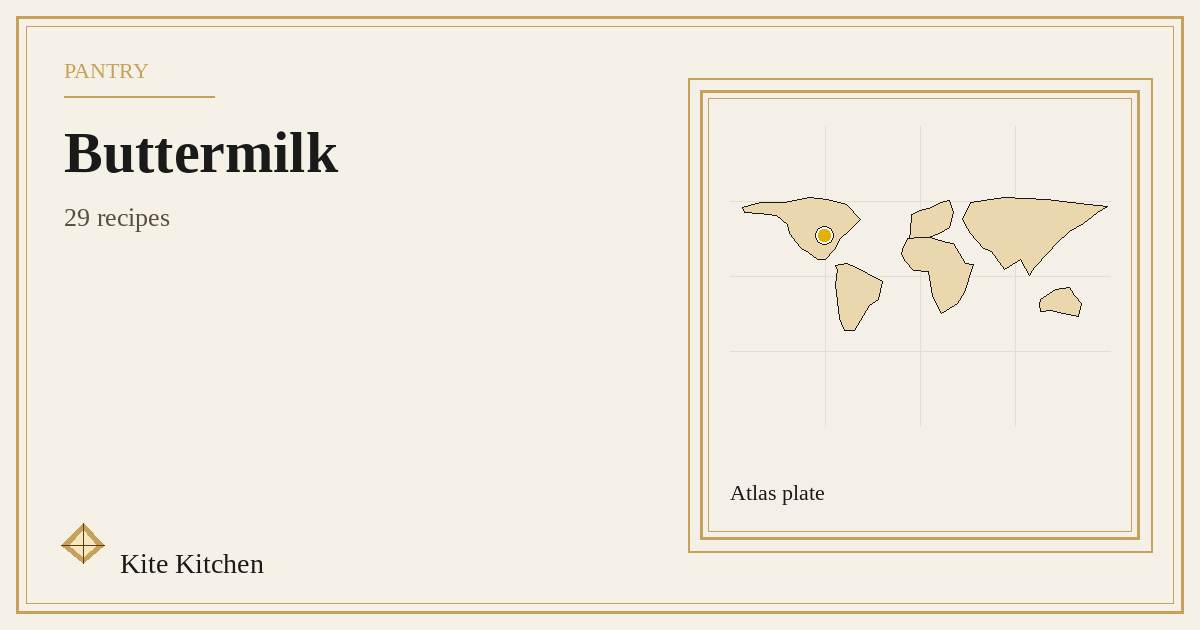 PANTRY
Buttermilk
29 recipes
Atlas plate
Kite Kitchen